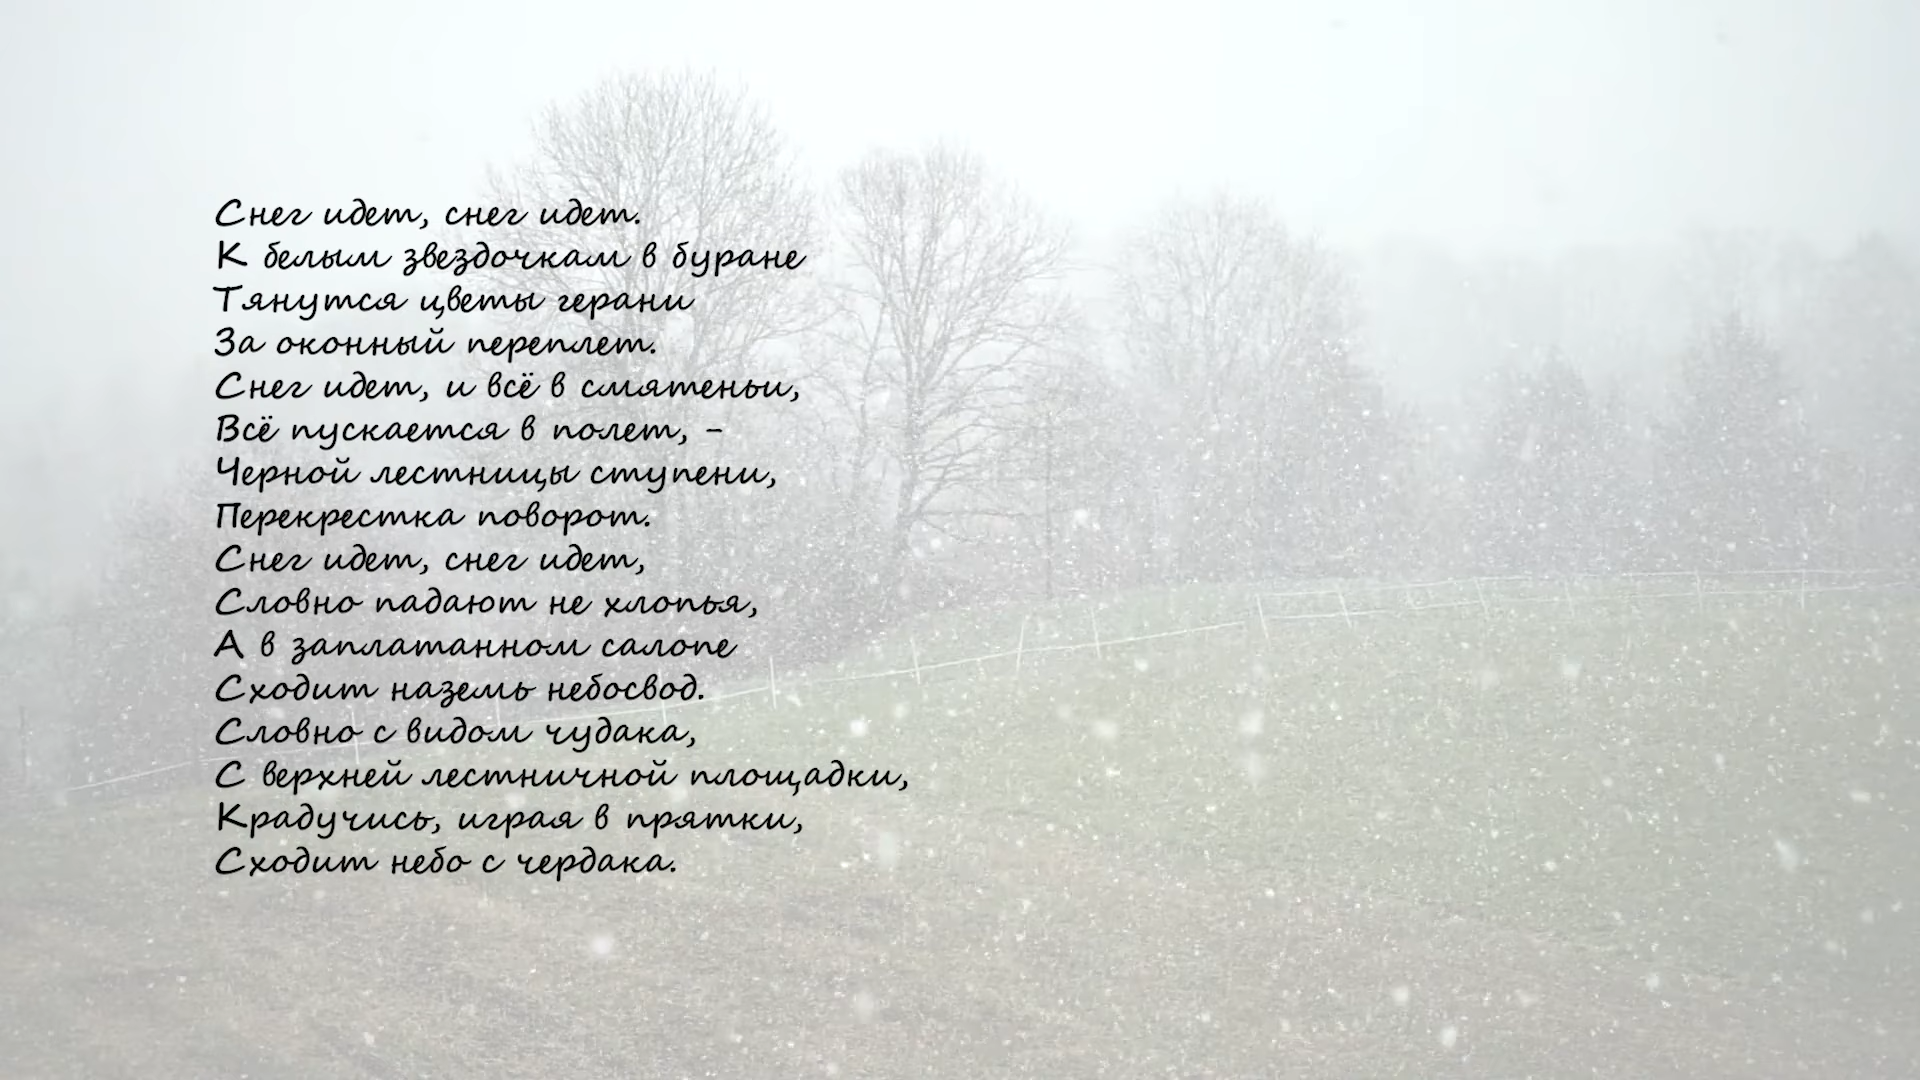 Снег идет, снег идет.
К белым звездочкам в буране
Тянутся цветы герани
За оконный переплет.
Снег идет, и всё в смятеньи,
Всё пускается в полет, -
Черной лестницы ступени,
Перекрестка поворот.
Снег идет, снег идет,
Словно падают не хлопья,
А в заплатанном салопе
Сходит наземь небосвод.
Словно с видом чудака,
С верхней лестничной площадки,
Крадучись, играя в прятки,
Сходит небо с чердака.